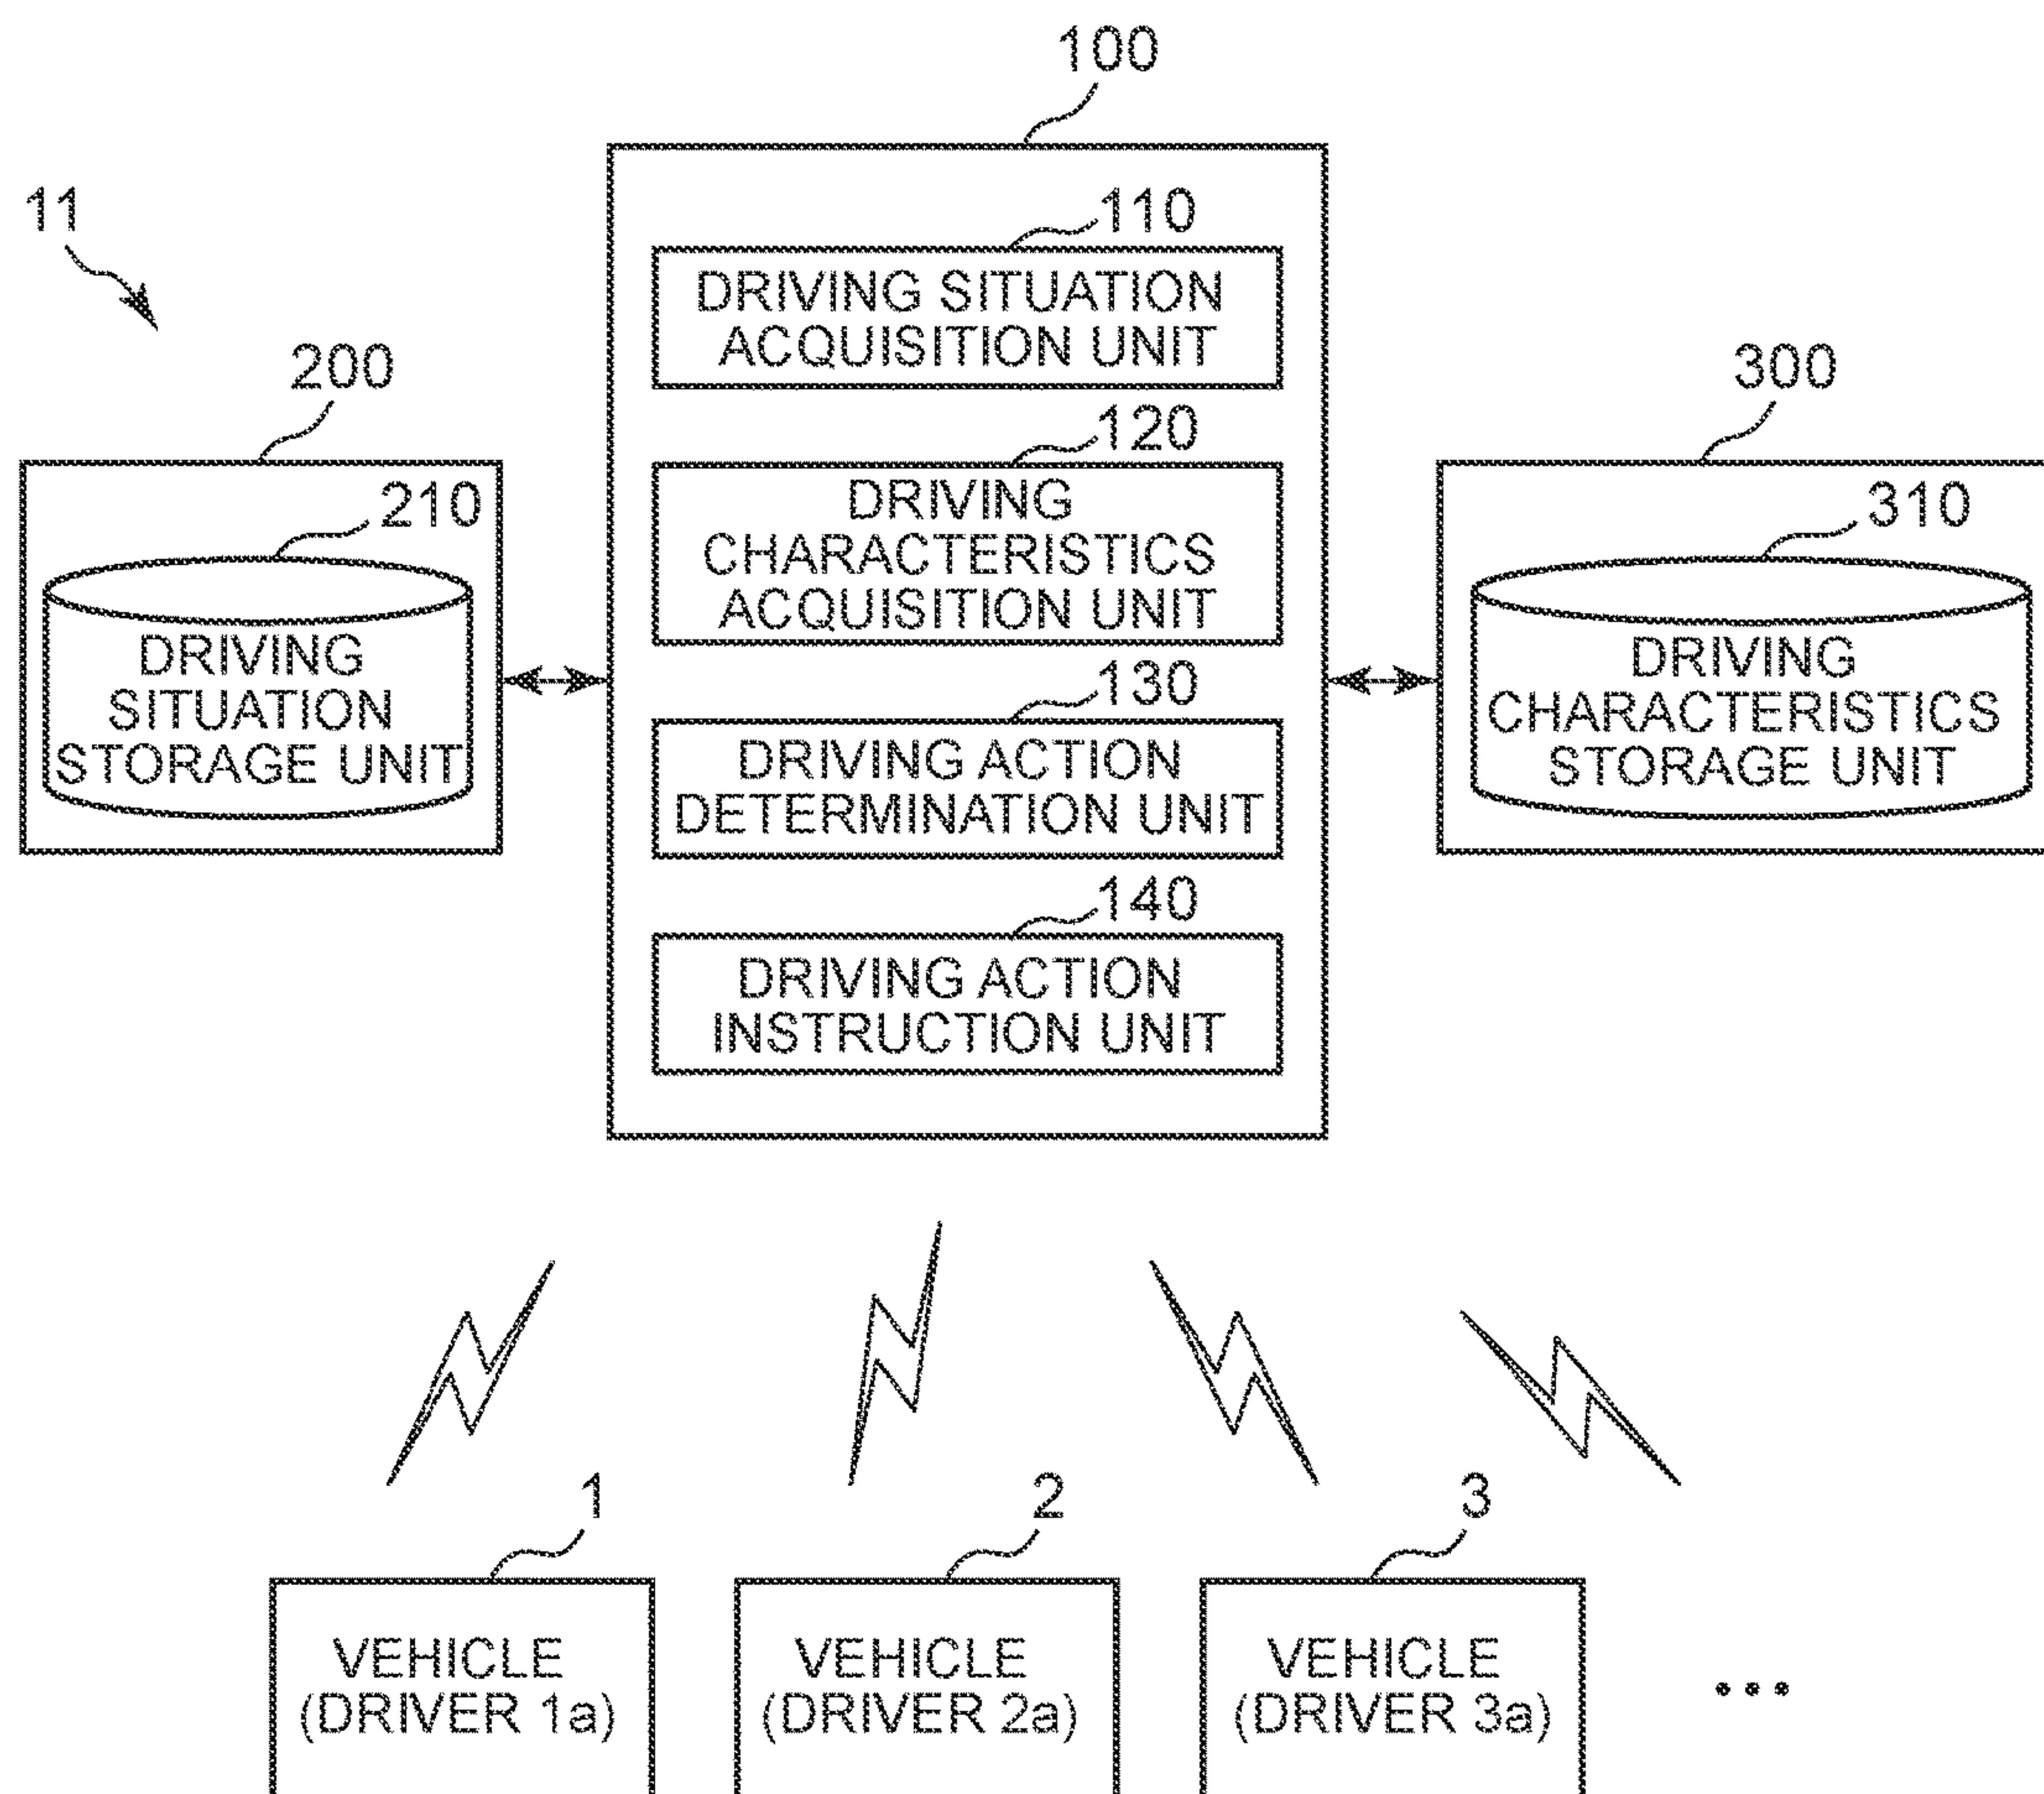 100
11
110
DRIVING SITUATION
ACQUISITION UNIT
200
300
120
210
DRIVING
CHARACTERISTICS
ACQUISITION UNIT
310
DRIVING
SITUATION
STORAGE UNIT
130
DRIVING ACTION
DETERMINATION UNIT
DRIVING
CHARACTERISTICS
STORAGE UNIT
140
DRIVING ACTION
INSTRUCTION UNIT
1
2
3
VEHICLE
(DRIVER 1a)
VEHICLE
(DRIVER 2a)
VEHICLE
(DRIVER 3a)
...